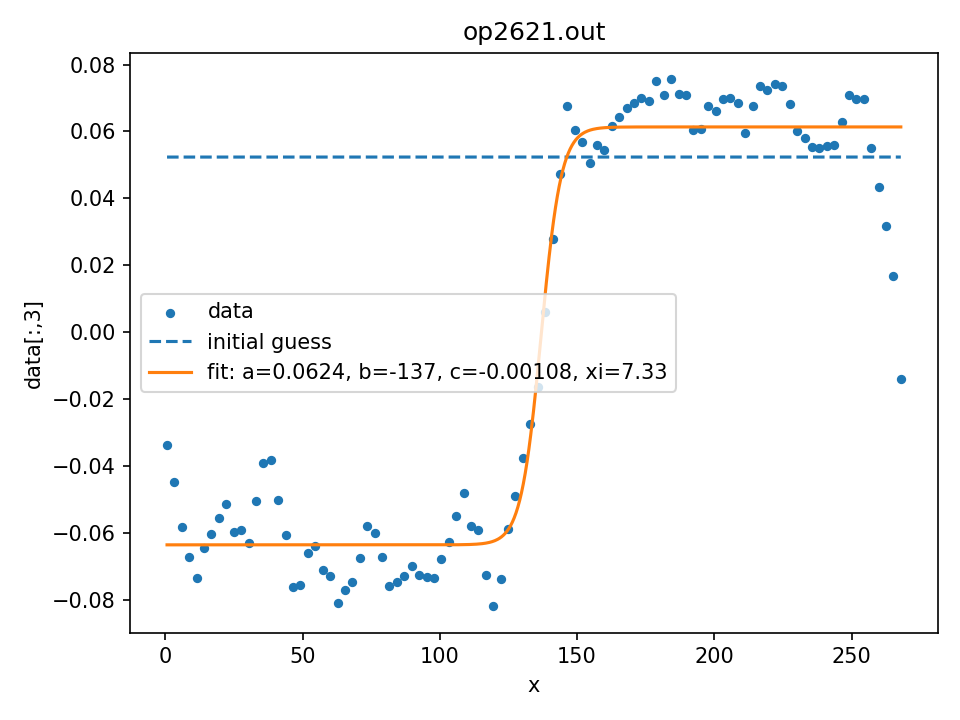 op2621.out
0.08
0.06
0.04
0.02
0.00
−0.02
−0.04
−0.06
−0.08
data[:,3]
data
initial guess
fit: a=0.0624, b=-137, c=-0.00108, xi=7.33
0 50 100 150 200 250
x